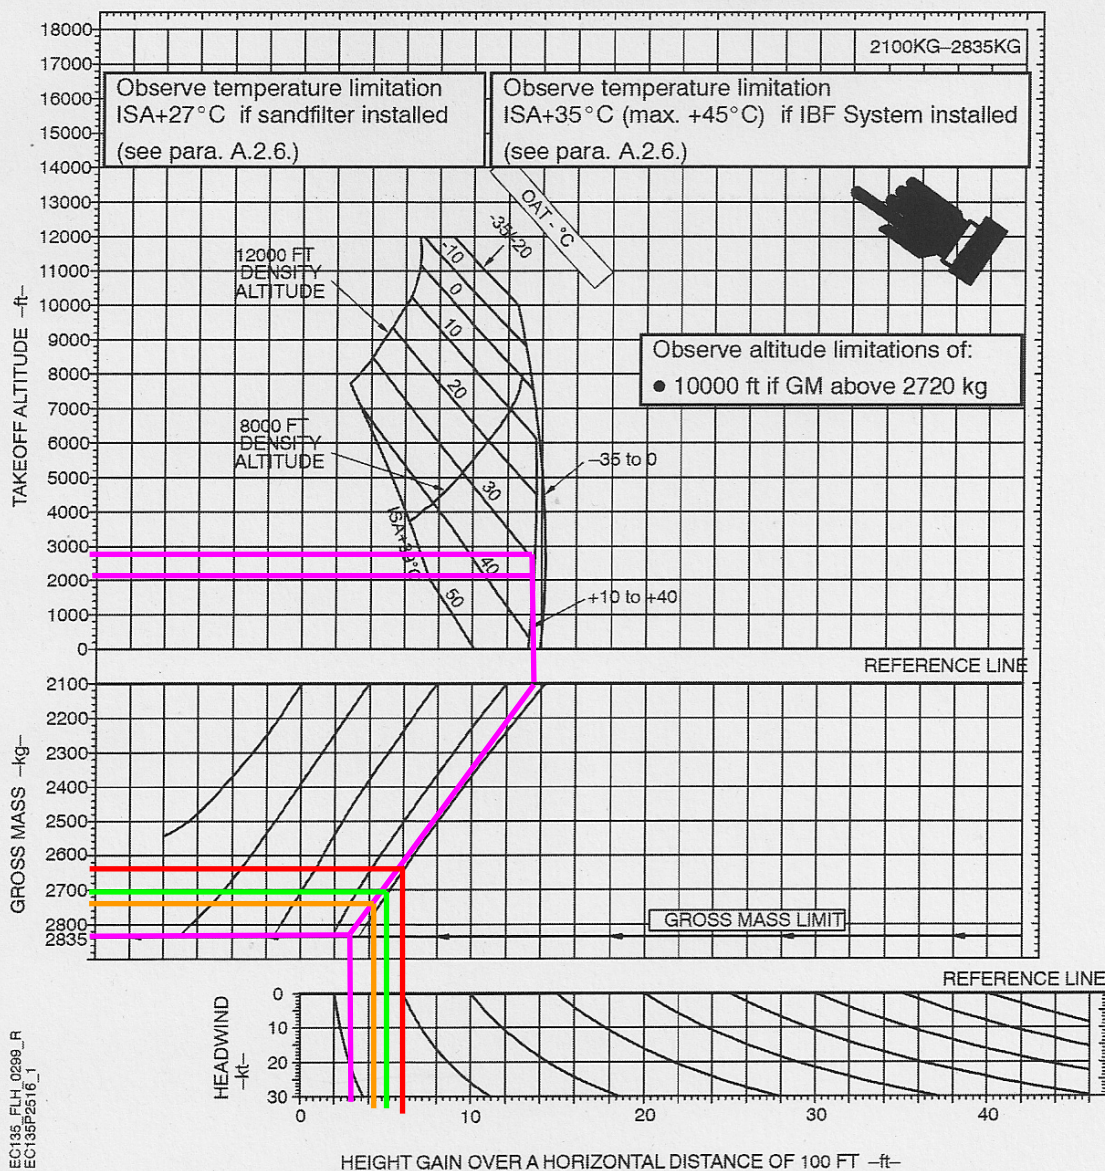 18000
2100KG–2835KG
17000
16000
Observe temperature limitation
ISA+27°C if sandfilter installed
(see para. A.2.6.)
Observe temperature limitation
ISA+35°C (max. +45°C) if IBF System installed
(see para. A.2.6.)
15000
14000
13000
12000
11000
10000
9000
8000
7000
6000
5000
4000
3000
2000
1000
0
TAKEOFF ALTITUDE –ft–
OAT - °C
-35/-20
-10
0
10
20
30
40
50
12000 FT
DENSITY
ALTITUDE
8000 FT
DENSITY
ALTITUDE
ISA+39°C
–35 to 0
+10 to +40
Observe altitude limitations of:
● 10000 ft if GM above 2720 kg
REFERENCE LINE
2100
2200
2300
2400
2500
2600
2700
2800
2835
GROSS MASS –kg–
GROSS MASS LIMIT
REFERENCE LINE
HEADWIND
–kt–
0
10
20
30
0
10
20
30
40
HEIGHT GAIN OVER A HORIZONTAL DISTANCE OF 100 FT –ft–
EC135_FLH_0299_R
EC135P2516_1